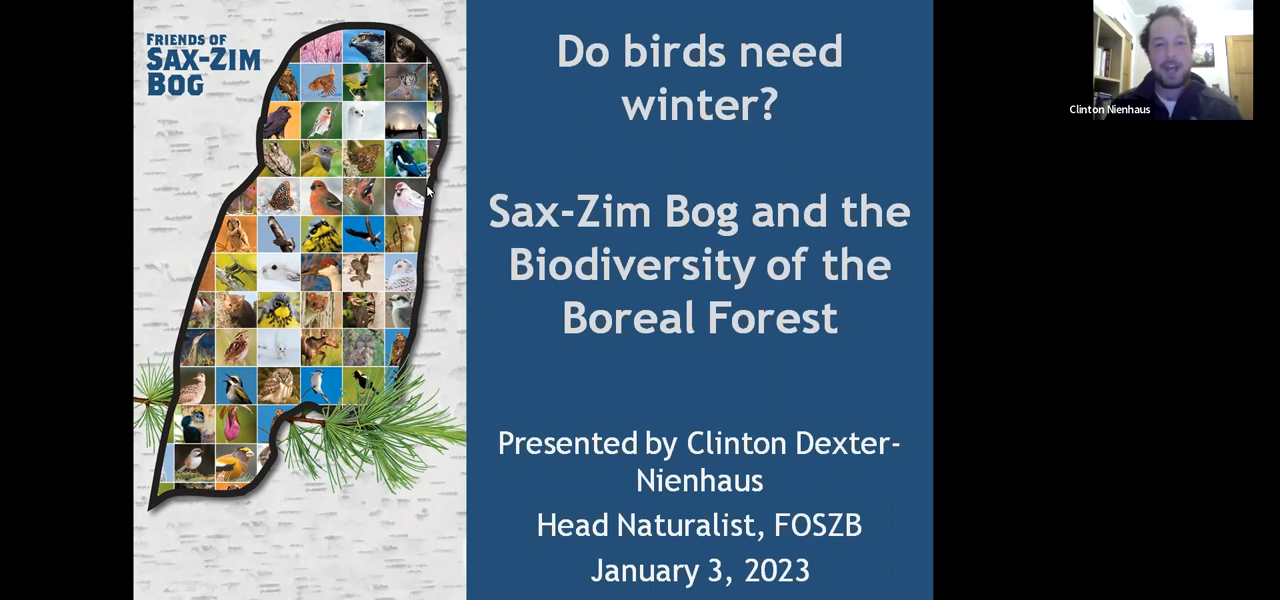 FRIENDS OF
SAX-ZIM
BOG
Do birds need
winter?
Sax-Zim Bog and the
Biodiversity of the
Boreal Forest
Presented by Clinton Dexter-
Nienhaus
Head Naturalist, FOSZB
January 3, 2023
Clinton Nienhaus